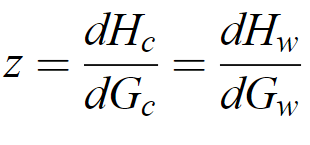 z = dH_c/dG_c = dH_w/dG_w